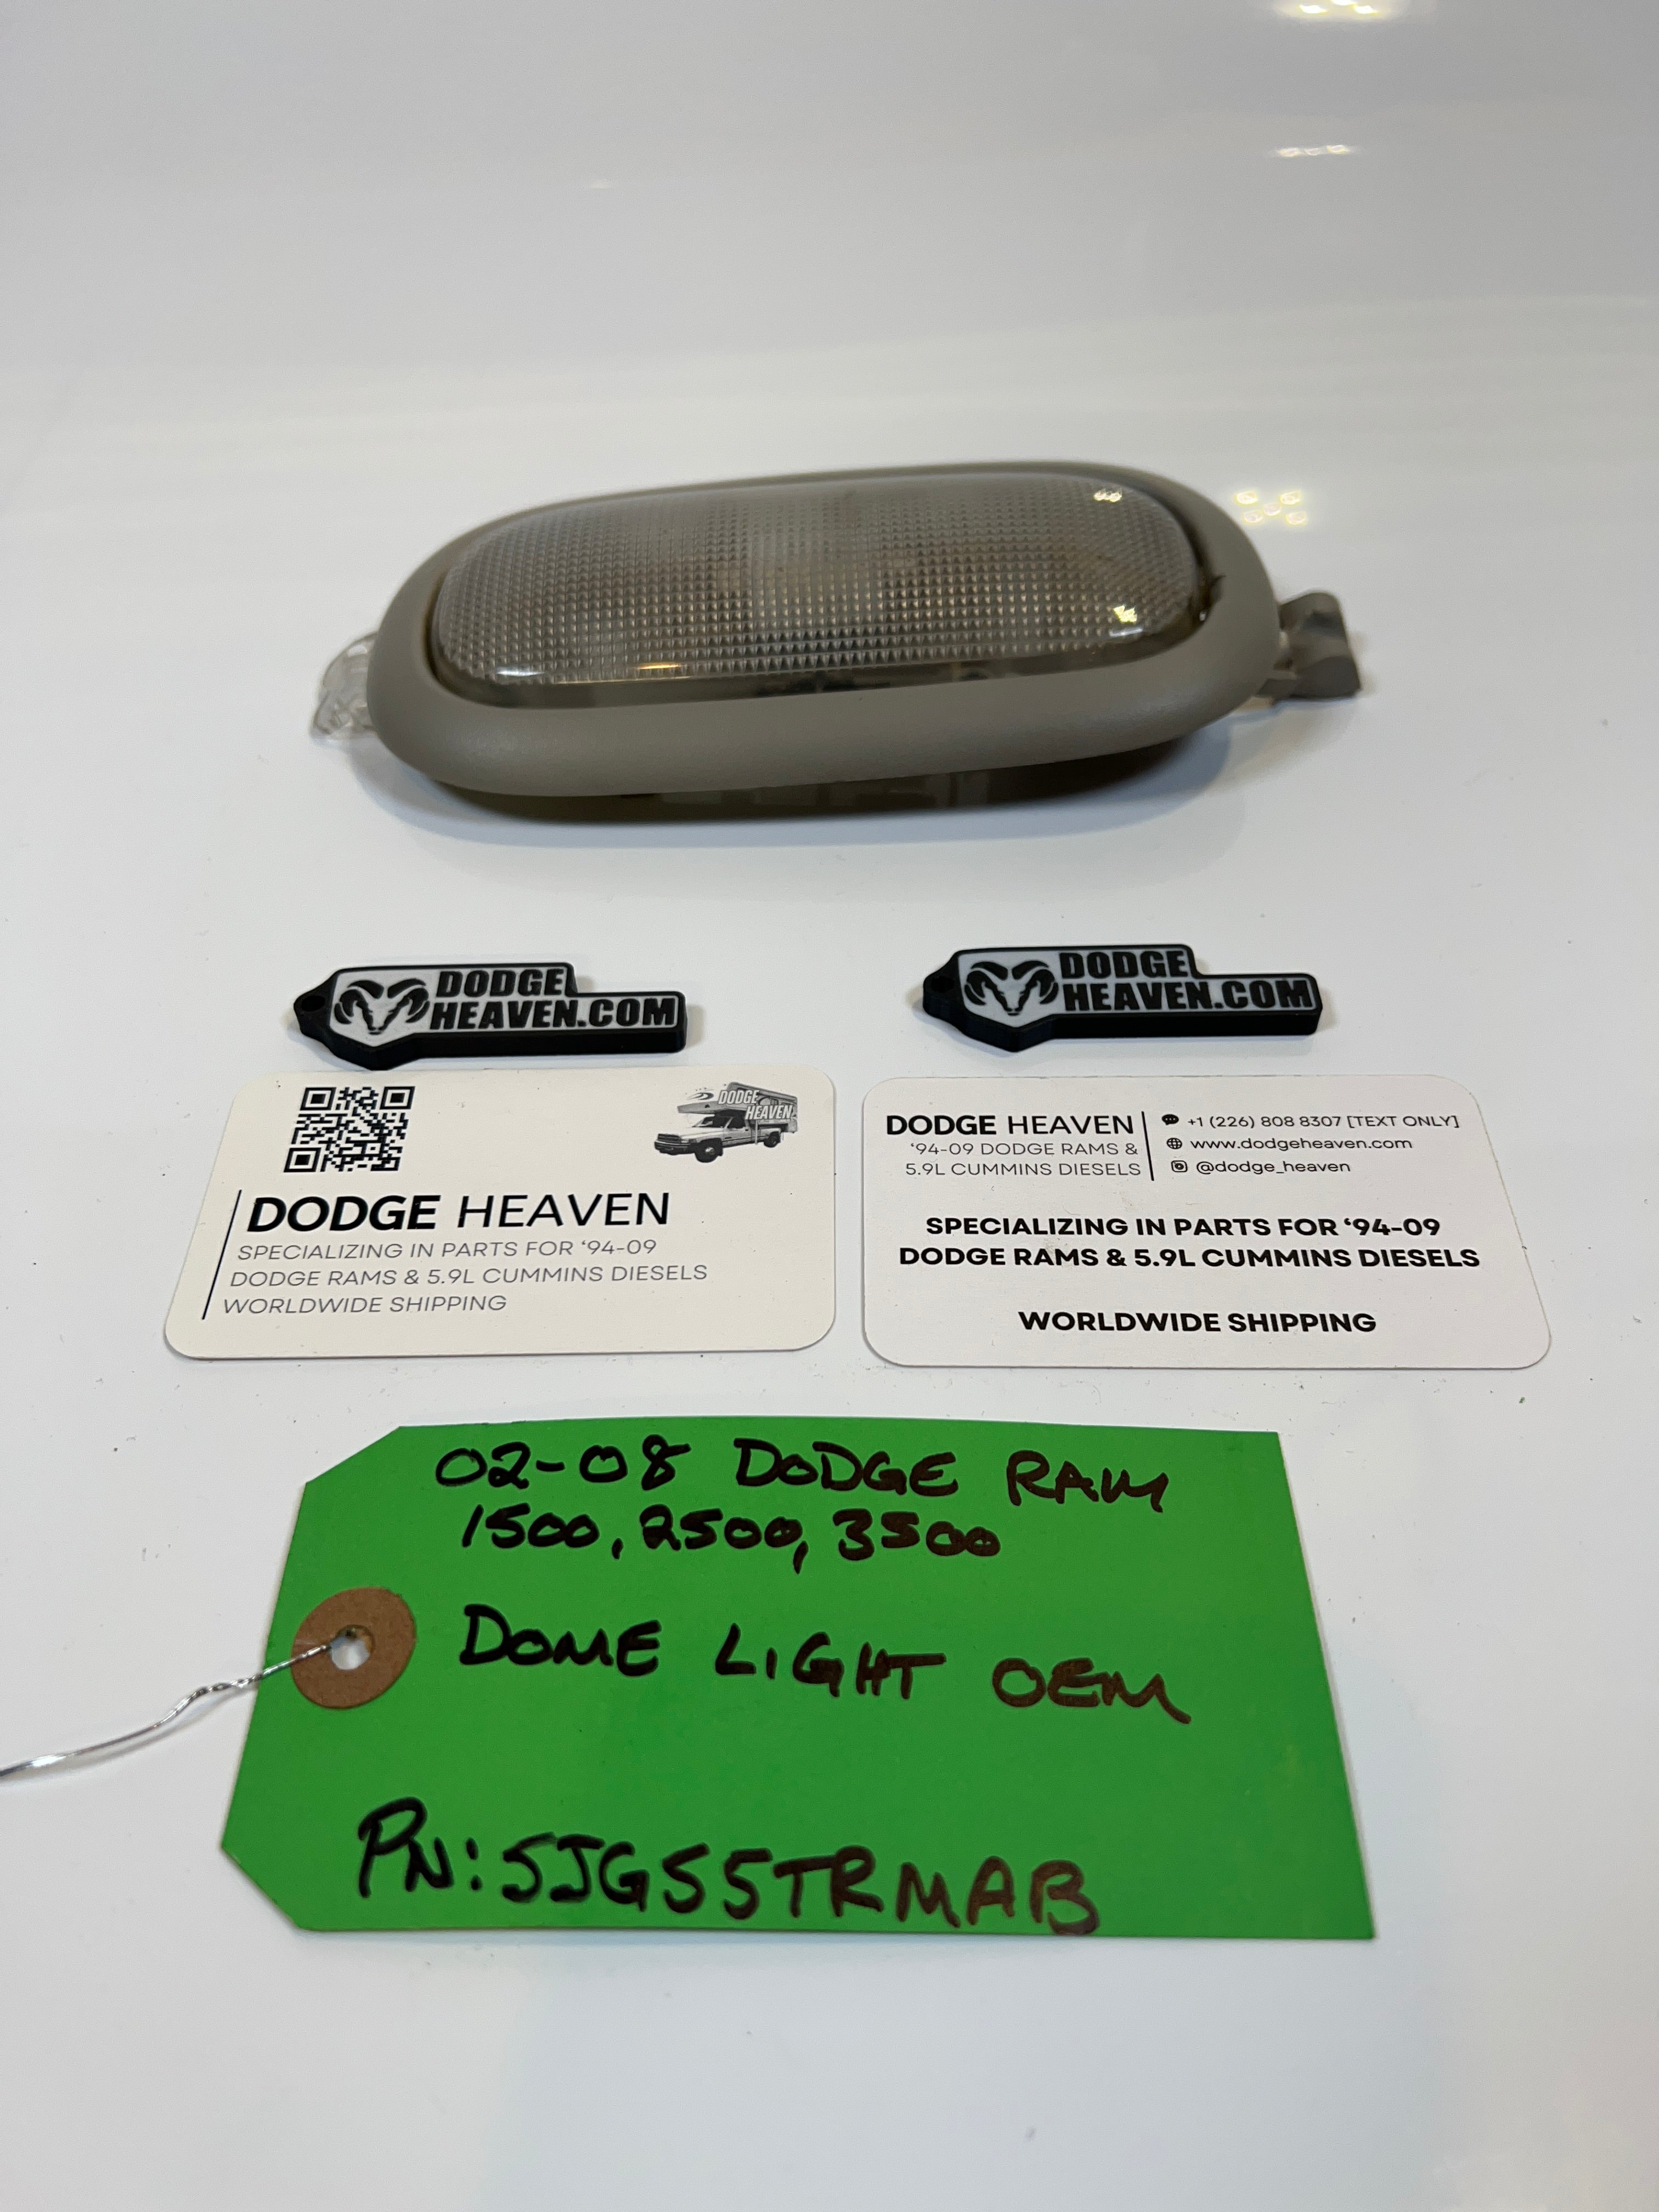 DODGE
HEAVEN.COM
DODGE
HEAVEN.COM
DODGE
HEAVEN
DODGE HEAVEN
SPECIALIZING IN PARTS FOR ‘94-09
DODGE RAMS & 5.9L CUMMINS DIESELS
WORLDWIDE SHIPPING
DODGE HEAVEN
‘94-09 DODGE RAMS &
5.9L CUMMINS DIESELS
+1 (226) 808 8307 [TEXT ONLY]
www.dodgeheaven.com
@dodge_heaven
SPECIALIZING IN PARTS FOR ‘94-09
DODGE RAMS & 5.9L CUMMINS DIESELS
WORLDWIDE SHIPPING
02-08 DODGE RAM
1500, 2500, 3500
DOME LIGHT OEM
PN: 5JG55TRMAB